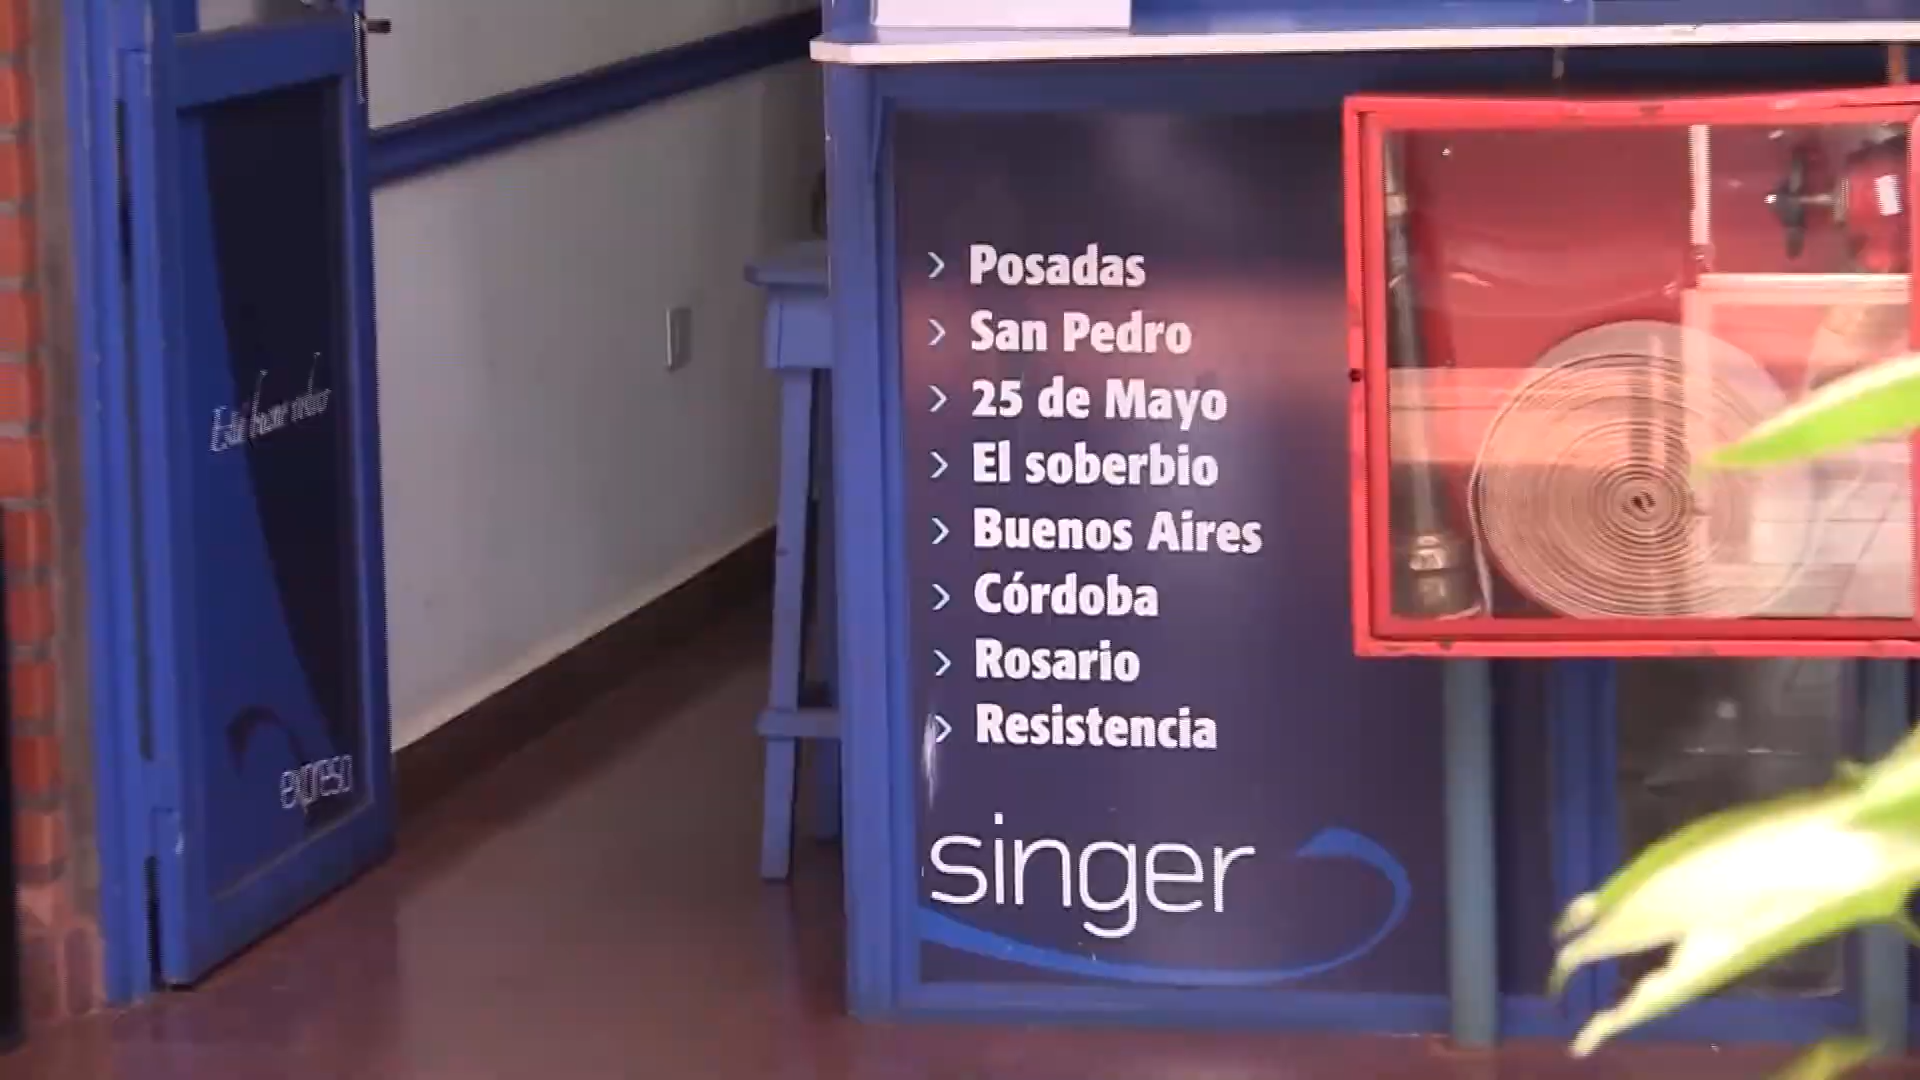 > Posadas
> San Pedro
> 25 de Mayo
> El soberbio
> Buenos Aires
> Córdoba
> Rosario
> Resistencia
singer
expreso